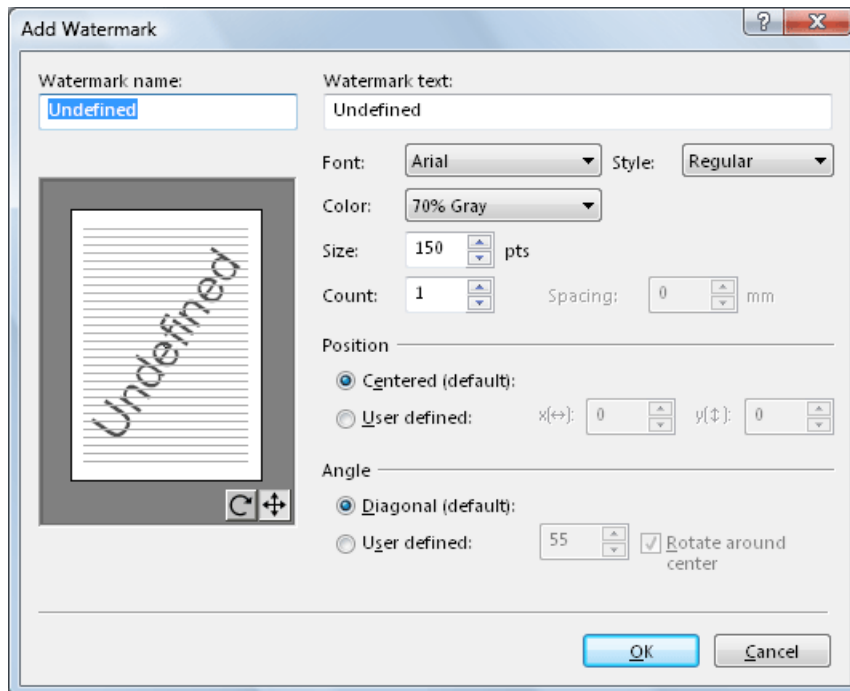 Add Watermark
Watermark name:
Undefined
Watermark text:
Undefined
Font: Arial Style: Regular
Color: 70% Gray
Size: 150 pts
Count: 1 Spacing: 0 mm
Undefined
Position
Centered (default):
User defined: x(↔): 0 y(↕): 0
Angle
Diagonal (default):
User defined: 55 Rotate around
center
OK Cancel